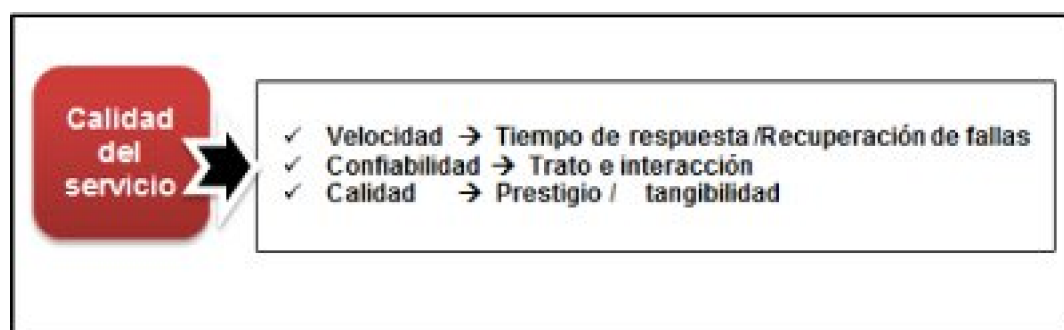 Calidad
del
servicio
✓ Velocidad → Tiempo de respuesta /Recuperación de fallas
✓ Confiabilidad → Trato e interacción
✓ Calidad → Prestigio / tangibilidad